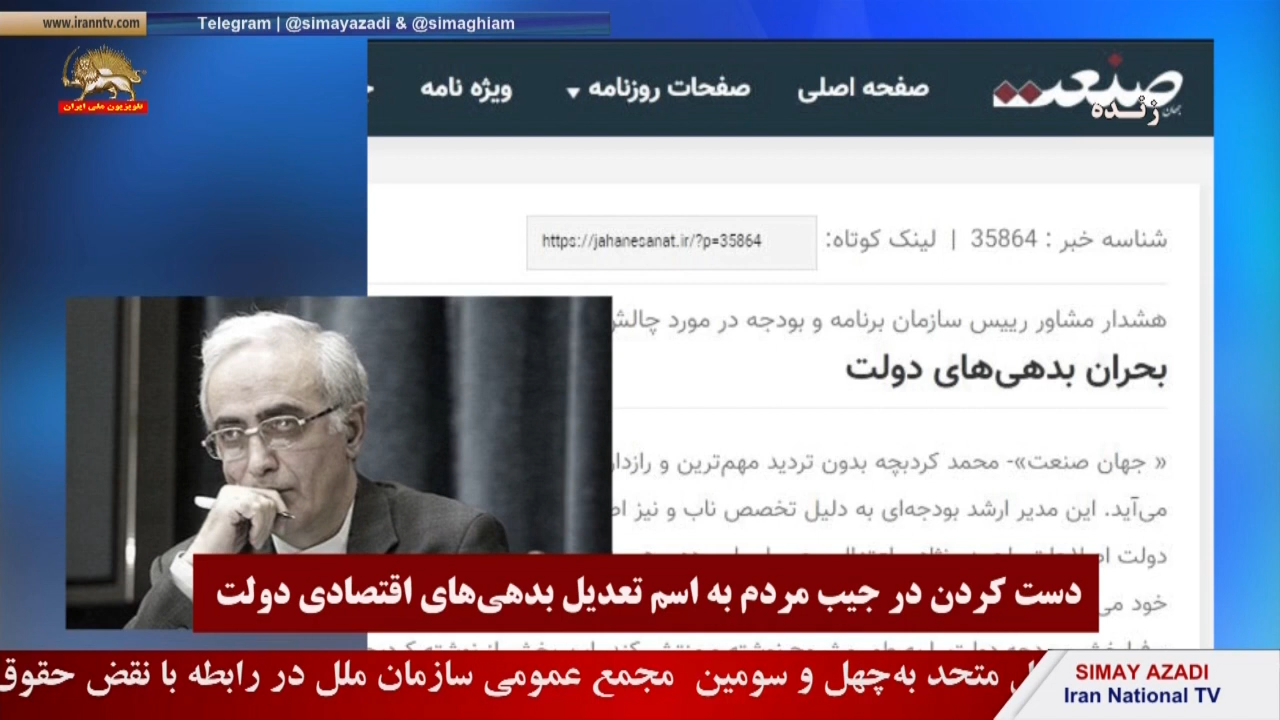 www.iranntv.com
Telegram | @simayazadi & @simaghiam
تلویزیون ملی ایران
جهان صنعت
زنده
صفحه اصلی
صفحات روزنامه
ویژه نامه
شناسه خبر : 35864 | لینک کوتاه:
https://jahanesanat.ir/?p=35864
هشدار مشاور رییس سازمان برنامه و بودجه در مورد چالش
بحران بدهی‌های دولت
« جهان صنعت»- محمد کردبچه بدون تردید مهم‌ترین و رازدار
می‌آید. این مدیر ارشد بودجه‌ای به دلیل تخصص ناب و نیز
دولت
خود
دست کردن در جیب مردم به اسم تعدیل بدهی‌های اقتصادی دولت
متحد به‌چهل و سومین مجمع عمومی سازمان ملل در رابطه با نقض حقوق
SIMAY AZADI
Iran National TV